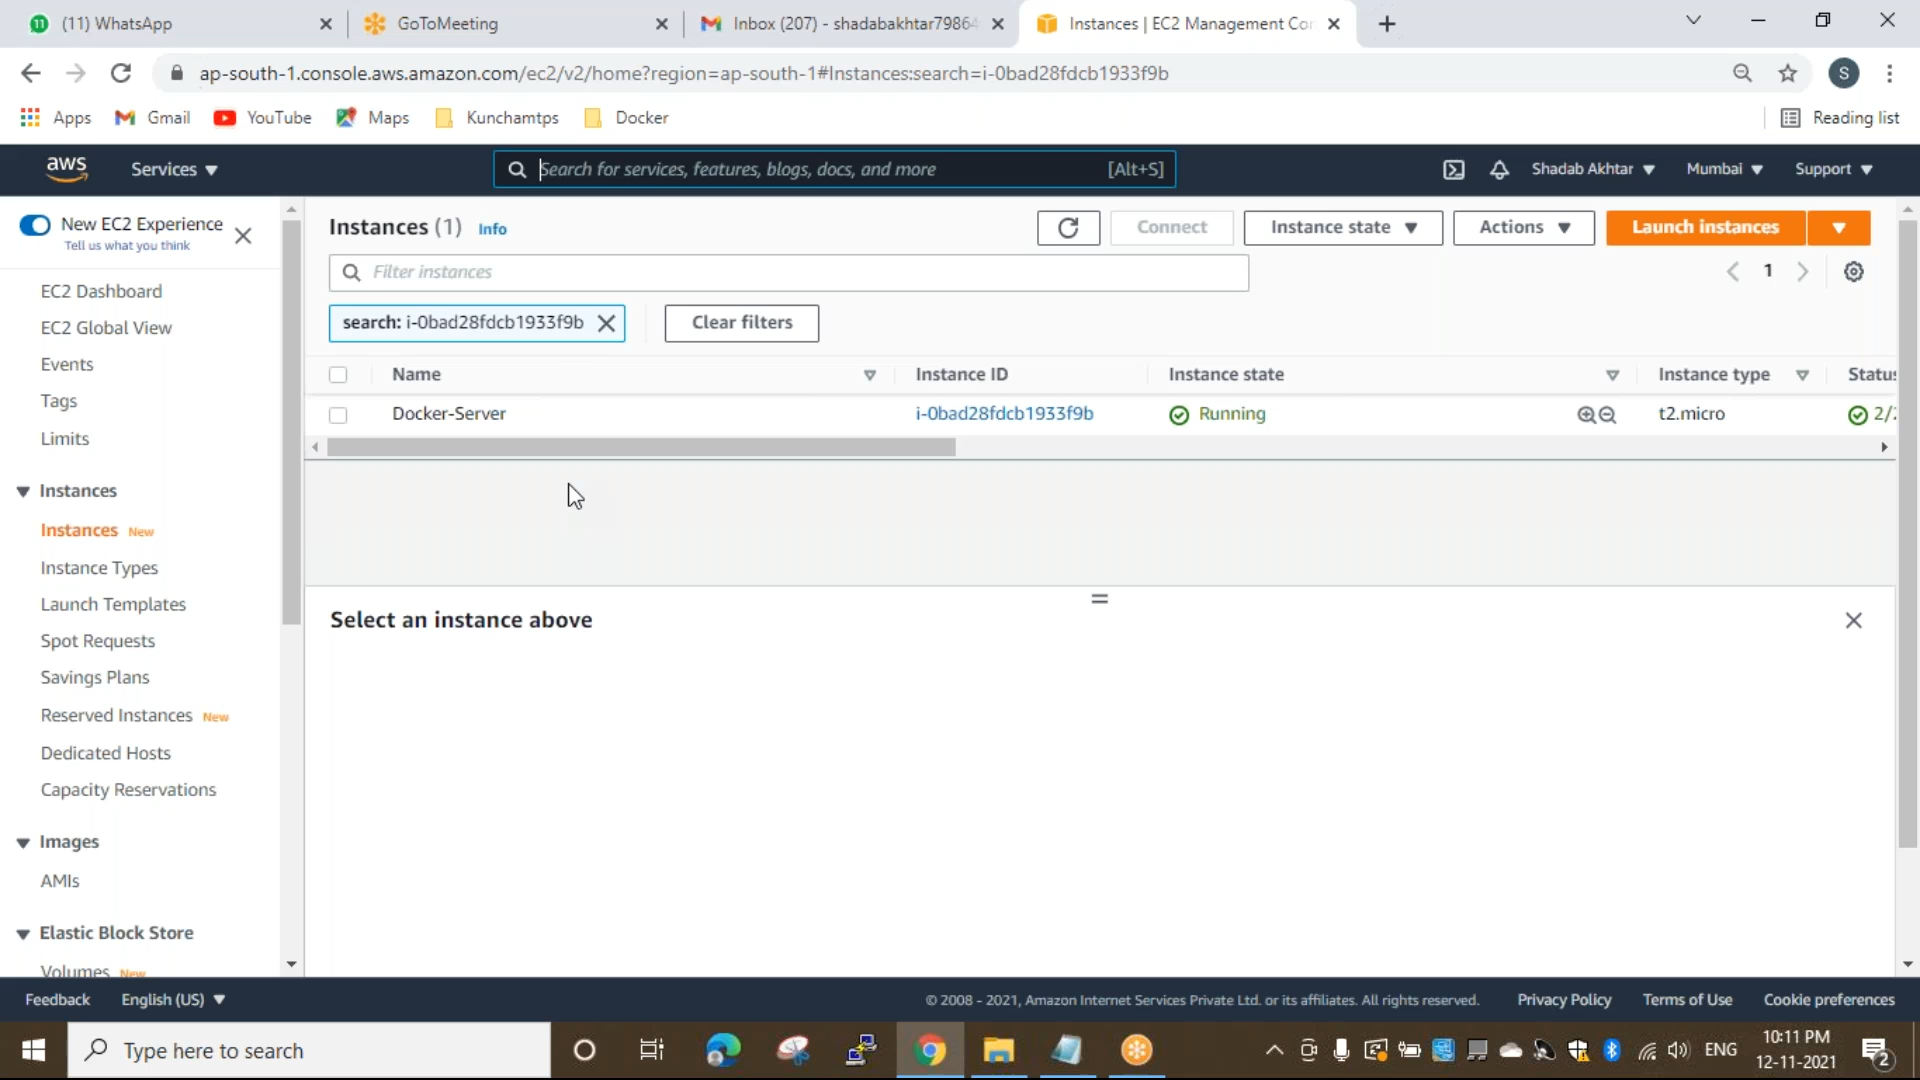 (11) WhatsApp
GoToMeeting
Inbox (207) - shadabakhtar79864
Instances | EC2 Management Con
ap-south-1.console.aws.amazon.com/ec2/v2/home?region=ap-south-1#Instances:search=i-0bad28fdcb1933f9b
S
Apps
Gmail
YouTube
Maps
Kunchamtps
Docker
Reading list
aws
Services
Search for services, features, blogs, docs, and more
[Alt+S]
Shadab Akhtar
Mumbai
Support
New EC2 Experience
Tell us what you think
EC2 Dashboard
EC2 Global View
Events
Tags
Limits
Instances
Instances New
Instance Types
Launch Templates
Spot Requests
Savings Plans
Reserved Instances New
Dedicated Hosts
Capacity Reservations
Images
AMIs
Elastic Block Store
Volumes New
Instances (1) Info
Connect
Instance state
Actions
Launch instances
Filter instances
1
search: i-0bad28fdcb1933f9b
Clear filters
Name
Instance ID
Instance state
Instance type
Status
Docker-Server
i-0bad28fdcb1933f9b
Running
t2.micro
2/2
Select an instance above
Feedback
English (US)
© 2008 - 2021, Amazon Internet Services Private Ltd. or its affiliates. All rights reserved.
Privacy Policy
Terms of Use
Cookie preferences
Type here to search
ENG
10:11 PM
12-11-2021
2